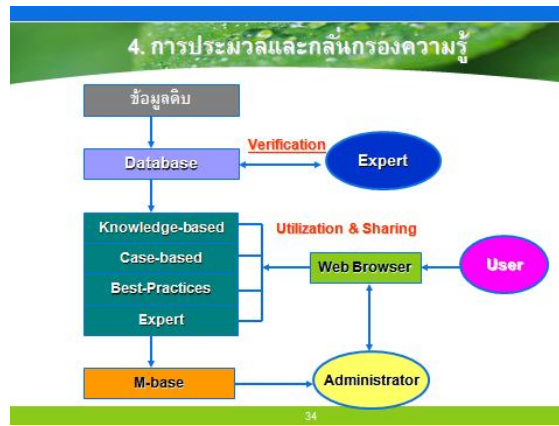 4. การประมวลและกลั่นกรองความรู้
ข้อมูลดิบ
Verification
Database
Expert
Knowledge-based
Utilization & Sharing
Case-based
Web Browser
User
Best-Practices
Expert
M-base
Administrator
34